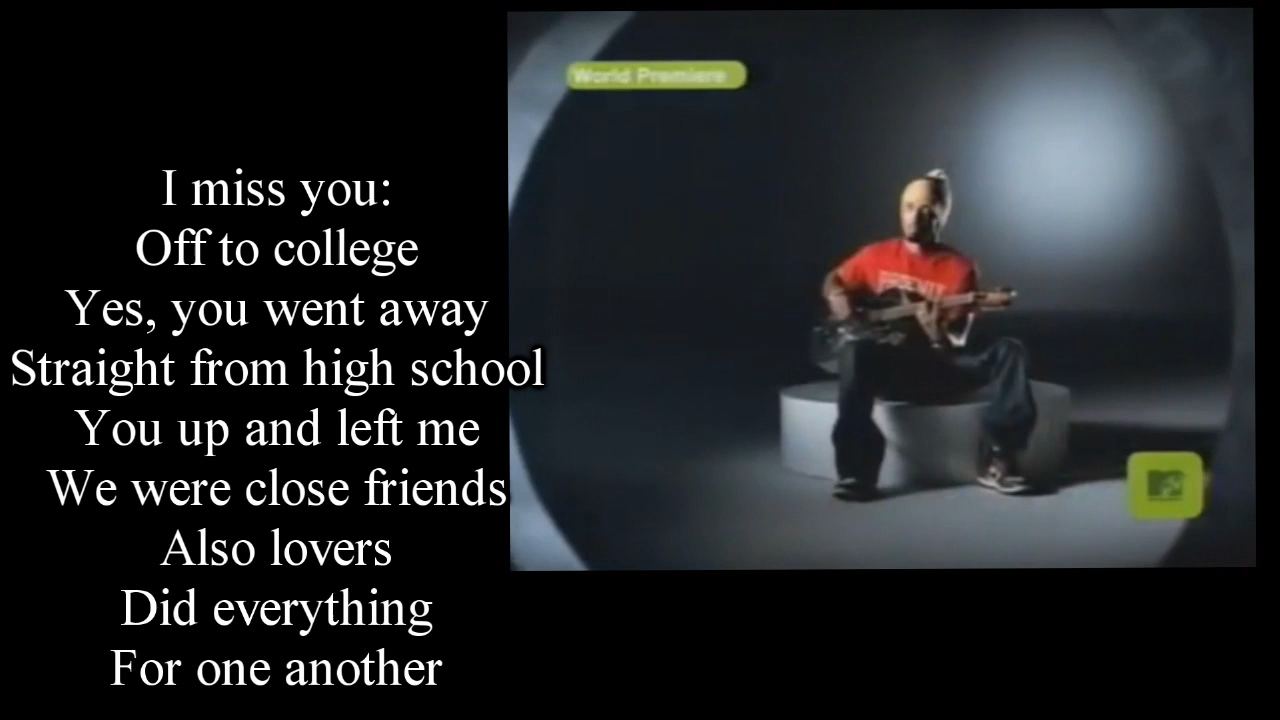 World Premiere
I miss you:
Off to college
Yes, you went away
Straight from high school
You up and left me
We were close friends
Also lovers
Did everything
For one another